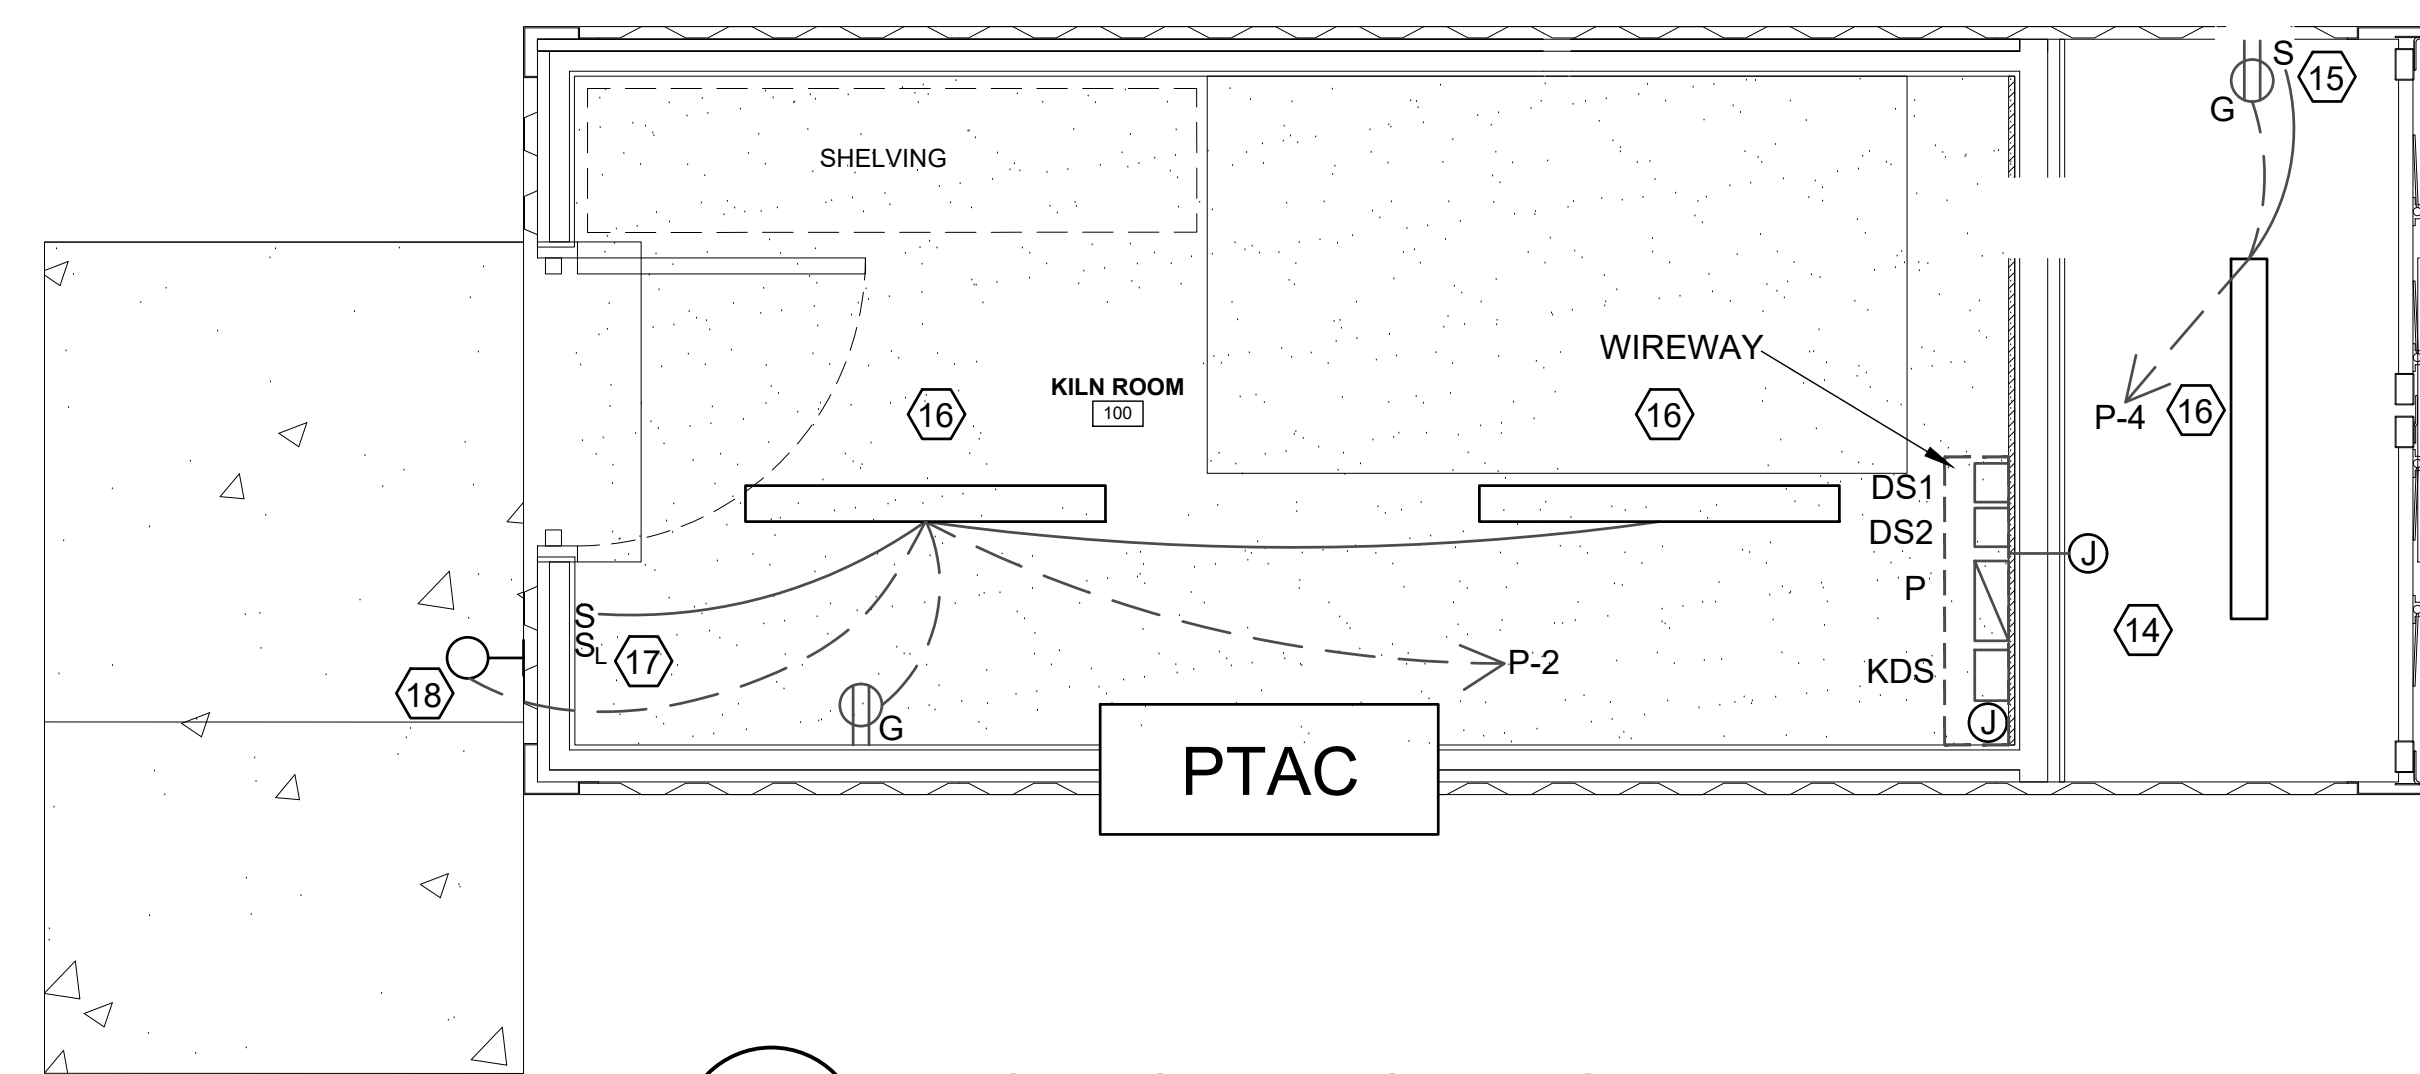 S
15
G
SHELVING
WIREWAY
KILN ROOM
100
16
16
P-4
16
DS1
DS2
J
P
S
SL
17
14
18
P-2
KDS
G
J
PTAC